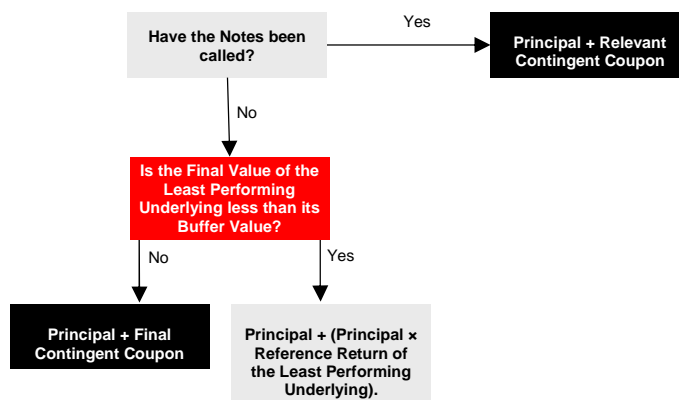 Have the Notes been
called?
Yes
Principal + Relevant
Contingent Coupon
No
Is the Final Value of the
Least Performing
Underlying less than its
Buffer Value?
No
Yes
Principal + Final
Contingent Coupon
Principal + (Principal ×
Reference Return of
the Least Performing
Underlying).